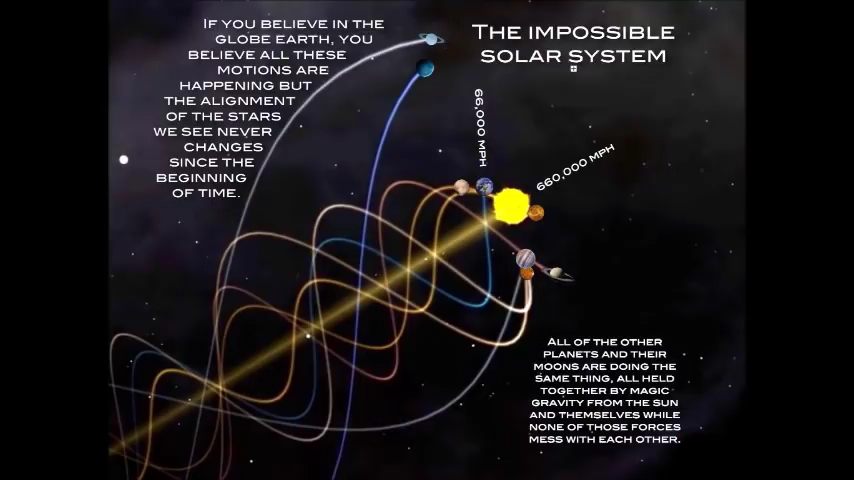 If you believe in the
globe Earth, you
believe all these
motions are
happening but
the alignment
of the stars
we see never
changes
since the
beginning
of time.
The impossible
solar system
66,000 mph
660,000 mph
All of the other
planets and their
moons are doing the
same thing, all held
together by magic
gravity from the sun
and themselves while
none of those forces
mess with each other.